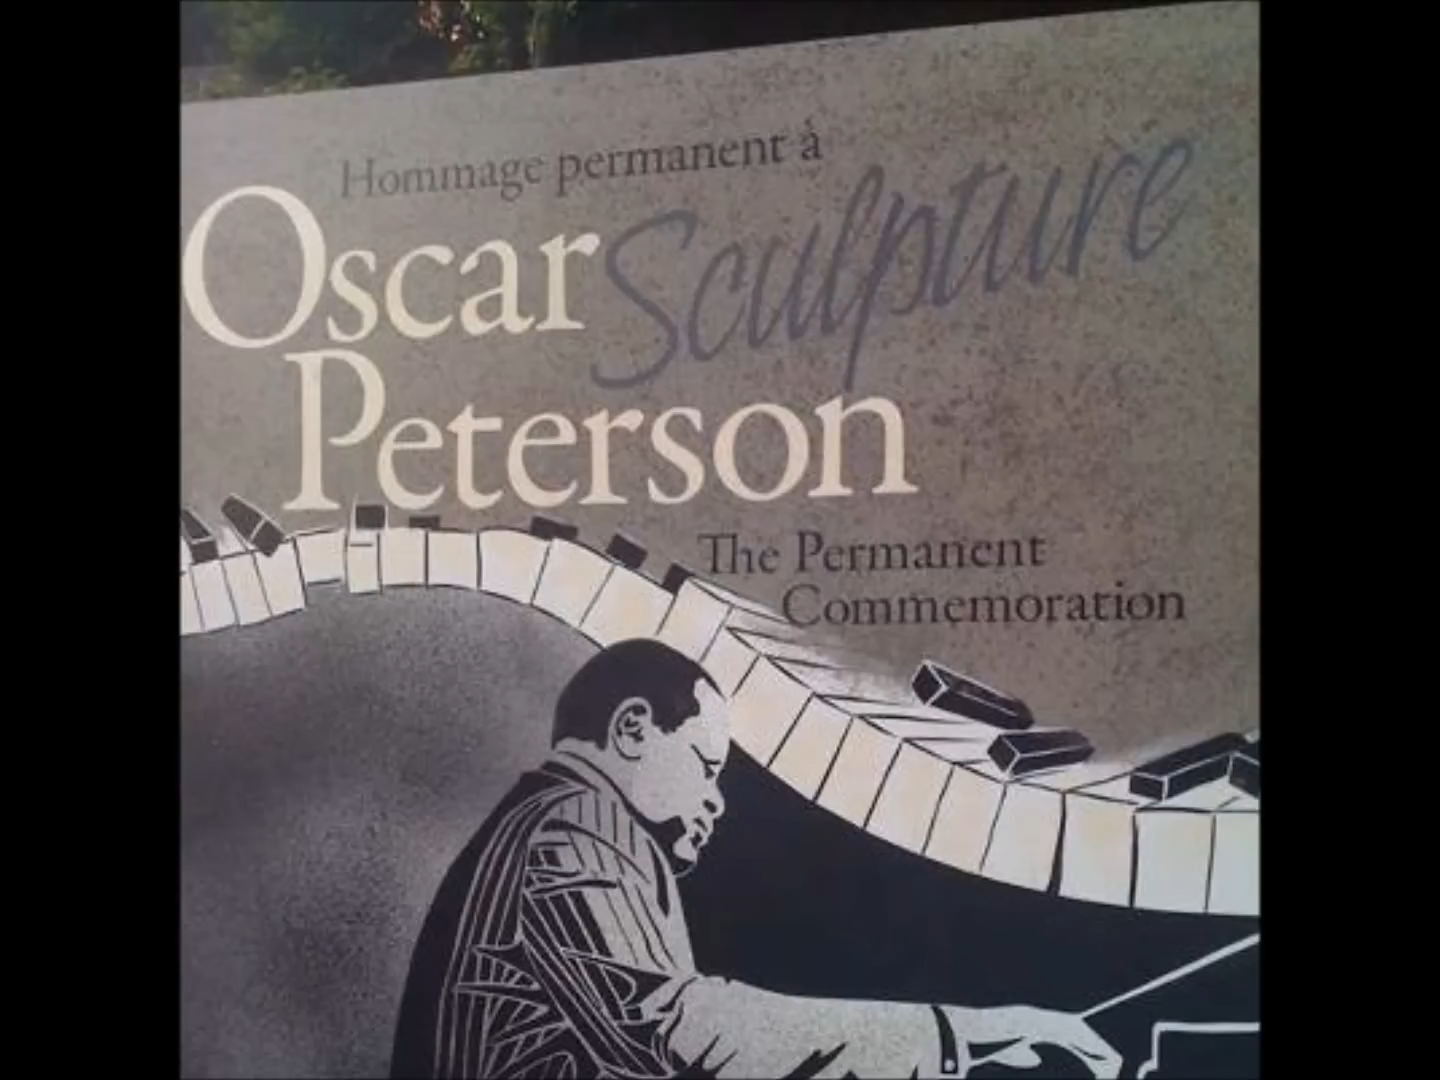 Hommage permanent à
Oscar Sculpture
Peterson
The Permanent
Commemoration